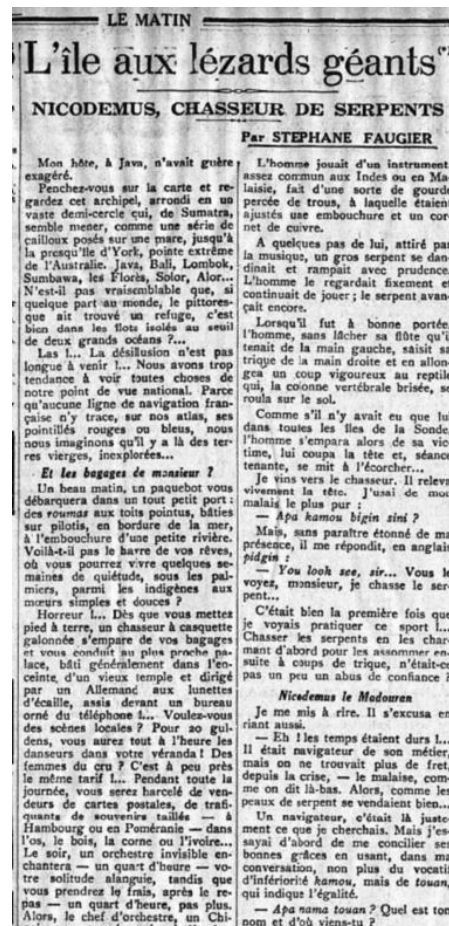 LE MATIN
L'île aux lézards géants
NICODEMUS, CHASSEUR DE SERPENTS
Par STEPHANE FAUGIER
Mon hôte, à Java, n'avait guère
exagéré.
Penchez-vous sur la carte et re-
gardez cet archipel, arrondi en un
vaste demi-cercle qui, de Sumatra,
semble mener, comme une série de
cailloux posés sur une mare, jusqu'à
la presqu'île d'York, pointe extrême
de l'Australie. Java, Bali, Lombok,
Sumbawa, les Florès, Solor, Alor...
N'est-il pas vraisemblable que, si
quelque part au monde, le pittores-
que ait trouvé un refuge, c'est
bien dans les flots isolés au seuil
de deux grands océans ?...
Las !... La désillusion n'est pas
longue à venir !... Nous avons trop
tendance à voir toutes choses de
notre point de vue national. Parce
qu'aucune ligne de navigation fran-
çaise n'y trace, sur nos atlas, ses
pointillés rouges ou bleus, nous
nous imaginons qu'il y a là des ter-
res vierges, inexplorées...
Et les bagages de monsieur ?
Un beau matin, un paquebot vous
débarquera dans un tout petit port :
des roumas aux toits pointus, bâties
sur pilotis, en bordure de la mer,
à l'embouchure d'une petite rivière.
Voilà-t-il pas le havre de vos rêves,
où vous pourrez vivre quelques se-
maines de quiétude, sous les pal-
miers, parmi les indigènes aux
mœurs simples et douces ?
Horreur !... Dès que vous mettez
pied à terre, un chasseur à casquette
galonnée s'empare de vos bagages
et vous conduit au plus proche pa-
lace, bâti généralement dans l'en-
ceinte d'un vieux temple et dirigé
par un Allemand aux lunettes
d'écaille, assis devant un bureau
orné du téléphone !... Voulez-vous
des scènes locales ? Pour 20 gul-
dens, vous aurez tout à l'heure les
danseurs dans votre véranda ! Des
femmes du cru ? C'est à peu près
le même tarif !... Pendant toute la
journée, vous serez harcelé de ven-
deurs de cartes postales, de trafi-
quants de souvenirs taillés — à
Hambourg ou en Poméranie — dans
l'os, le bois, la corne ou l'ivoire...
Le soir, un orchestre invisible en-
chantera — un quart d'heure — vo-
tre solitude alanguie, tandis que
vous prendrez le frais, après le re-
pas — un quart d'heure, pas plus.
Alors, le chef d'orchestre, un Chi-
L'homme jouait d'un instrument
assez commun aux Indes ou en Ma-
laisie, fait d'une sorte de gourde
percée de trous, à laquelle étaient
ajustés une embouchure et un cor-
net de cuivre.
A quelques pas de lui, attiré par
la musique, un gros serpent se dan-
dinait et rampait avec prudence.
L'homme le regardait fixement et
continuait de jouer ; le serpent avan-
çait encore.
Lorsqu'il fut à bonne portée,
l'homme, sans lâcher sa flûte qu'il
tenait de la main gauche, saisit sa
trique de la main droite et en allon-
gea un coup vigoureux au reptile
qui, la colonne vertébrale brisée, se
roula sur le sol.
Comme s'il n'y avait eu que lui
dans toutes les îles de la Sonde,
l'homme s'empara alors de sa vic-
time, lui coupa la tête et, séance
tenante, se mit à l'écorcher...
Je vins vers le chasseur. Il releva
vivement la tête. J'usai de mon
malais le plus pur :
— Apa kamou bigin sini ?
Mais, sans paraître étonné de ma
présence, il me répondit, en anglais
pidgin :
— You look see, sir... Vous le
voyez, monsieur, je chasse le ser-
pent...
C'était bien la première fois que
je voyais pratiquer ce sport !...
Chasser les serpents en les char-
mant d'abord pour les assommer en-
suite à coups de trique, n'était-ce
pas un peu un abus de confiance ?
Nicodemus le Madouran
Je me mis à rire. Il s'excusa en
riant aussi.
— Eh ! les temps étaient durs !...
Il était navigateur de son métier,
mais on ne trouvait plus de fret,
depuis la crise, — le malaise, com-
me on dit là-bas. Alors, comme les
peaux de serpent se vendaient bien...
Un navigateur, c'était là juste-
ment ce que je cherchais. Mais j'es-
sayai d'abord de me concilier ses
bonnes grâces en usant, dans ma
conversation, non plus du vocatif
d'infériorité kamou, mais de touan,
qui indique l'égalité.
— Apa nama touan ? Quel est ton
nom et d'où viens-tu ?